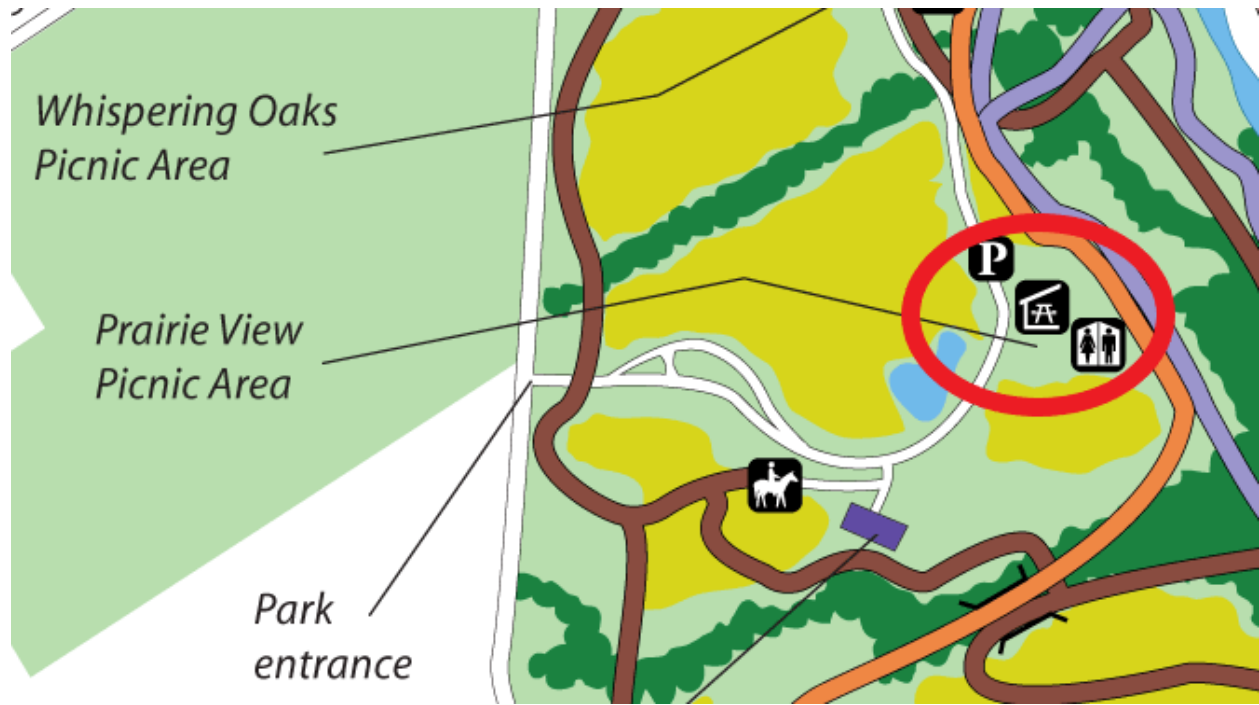 Whispering Oaks
Picnic Area
P
Prairie View
Picnic Area
Park
entrance